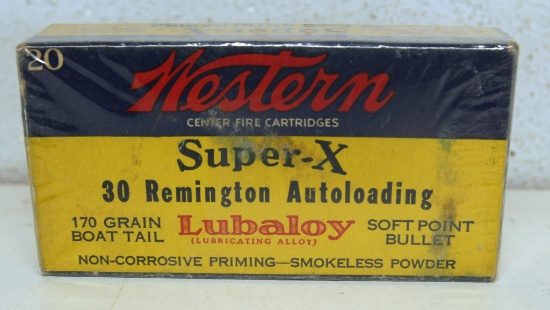 20
Western
CENTER FIRE CARTRIDGES
Super-X
30 Remington Autoloading
170 GRAIN
BOAT TAIL
Lubaloy
(LUBRICATING ALLOY)
SOFT POINT
BULLET
NON-CORROSIVE PRIMING—SMOKELESS POWDER